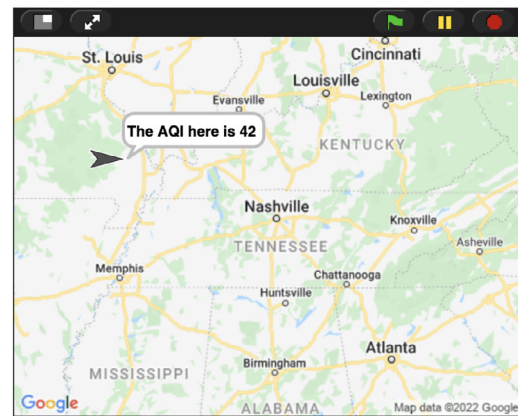 St. Louis
Cincinnati
Louisville
Evansville
Lexington
The AQI here is 42
KENTUCKY
Nashville
Knoxville
TENNESSEE
Asheville
Memphis
Chattanooga
Huntsville
Atlanta
Birmingham
MISSISSIPPI
ALABAMA
Google
Map data ©2022 Google